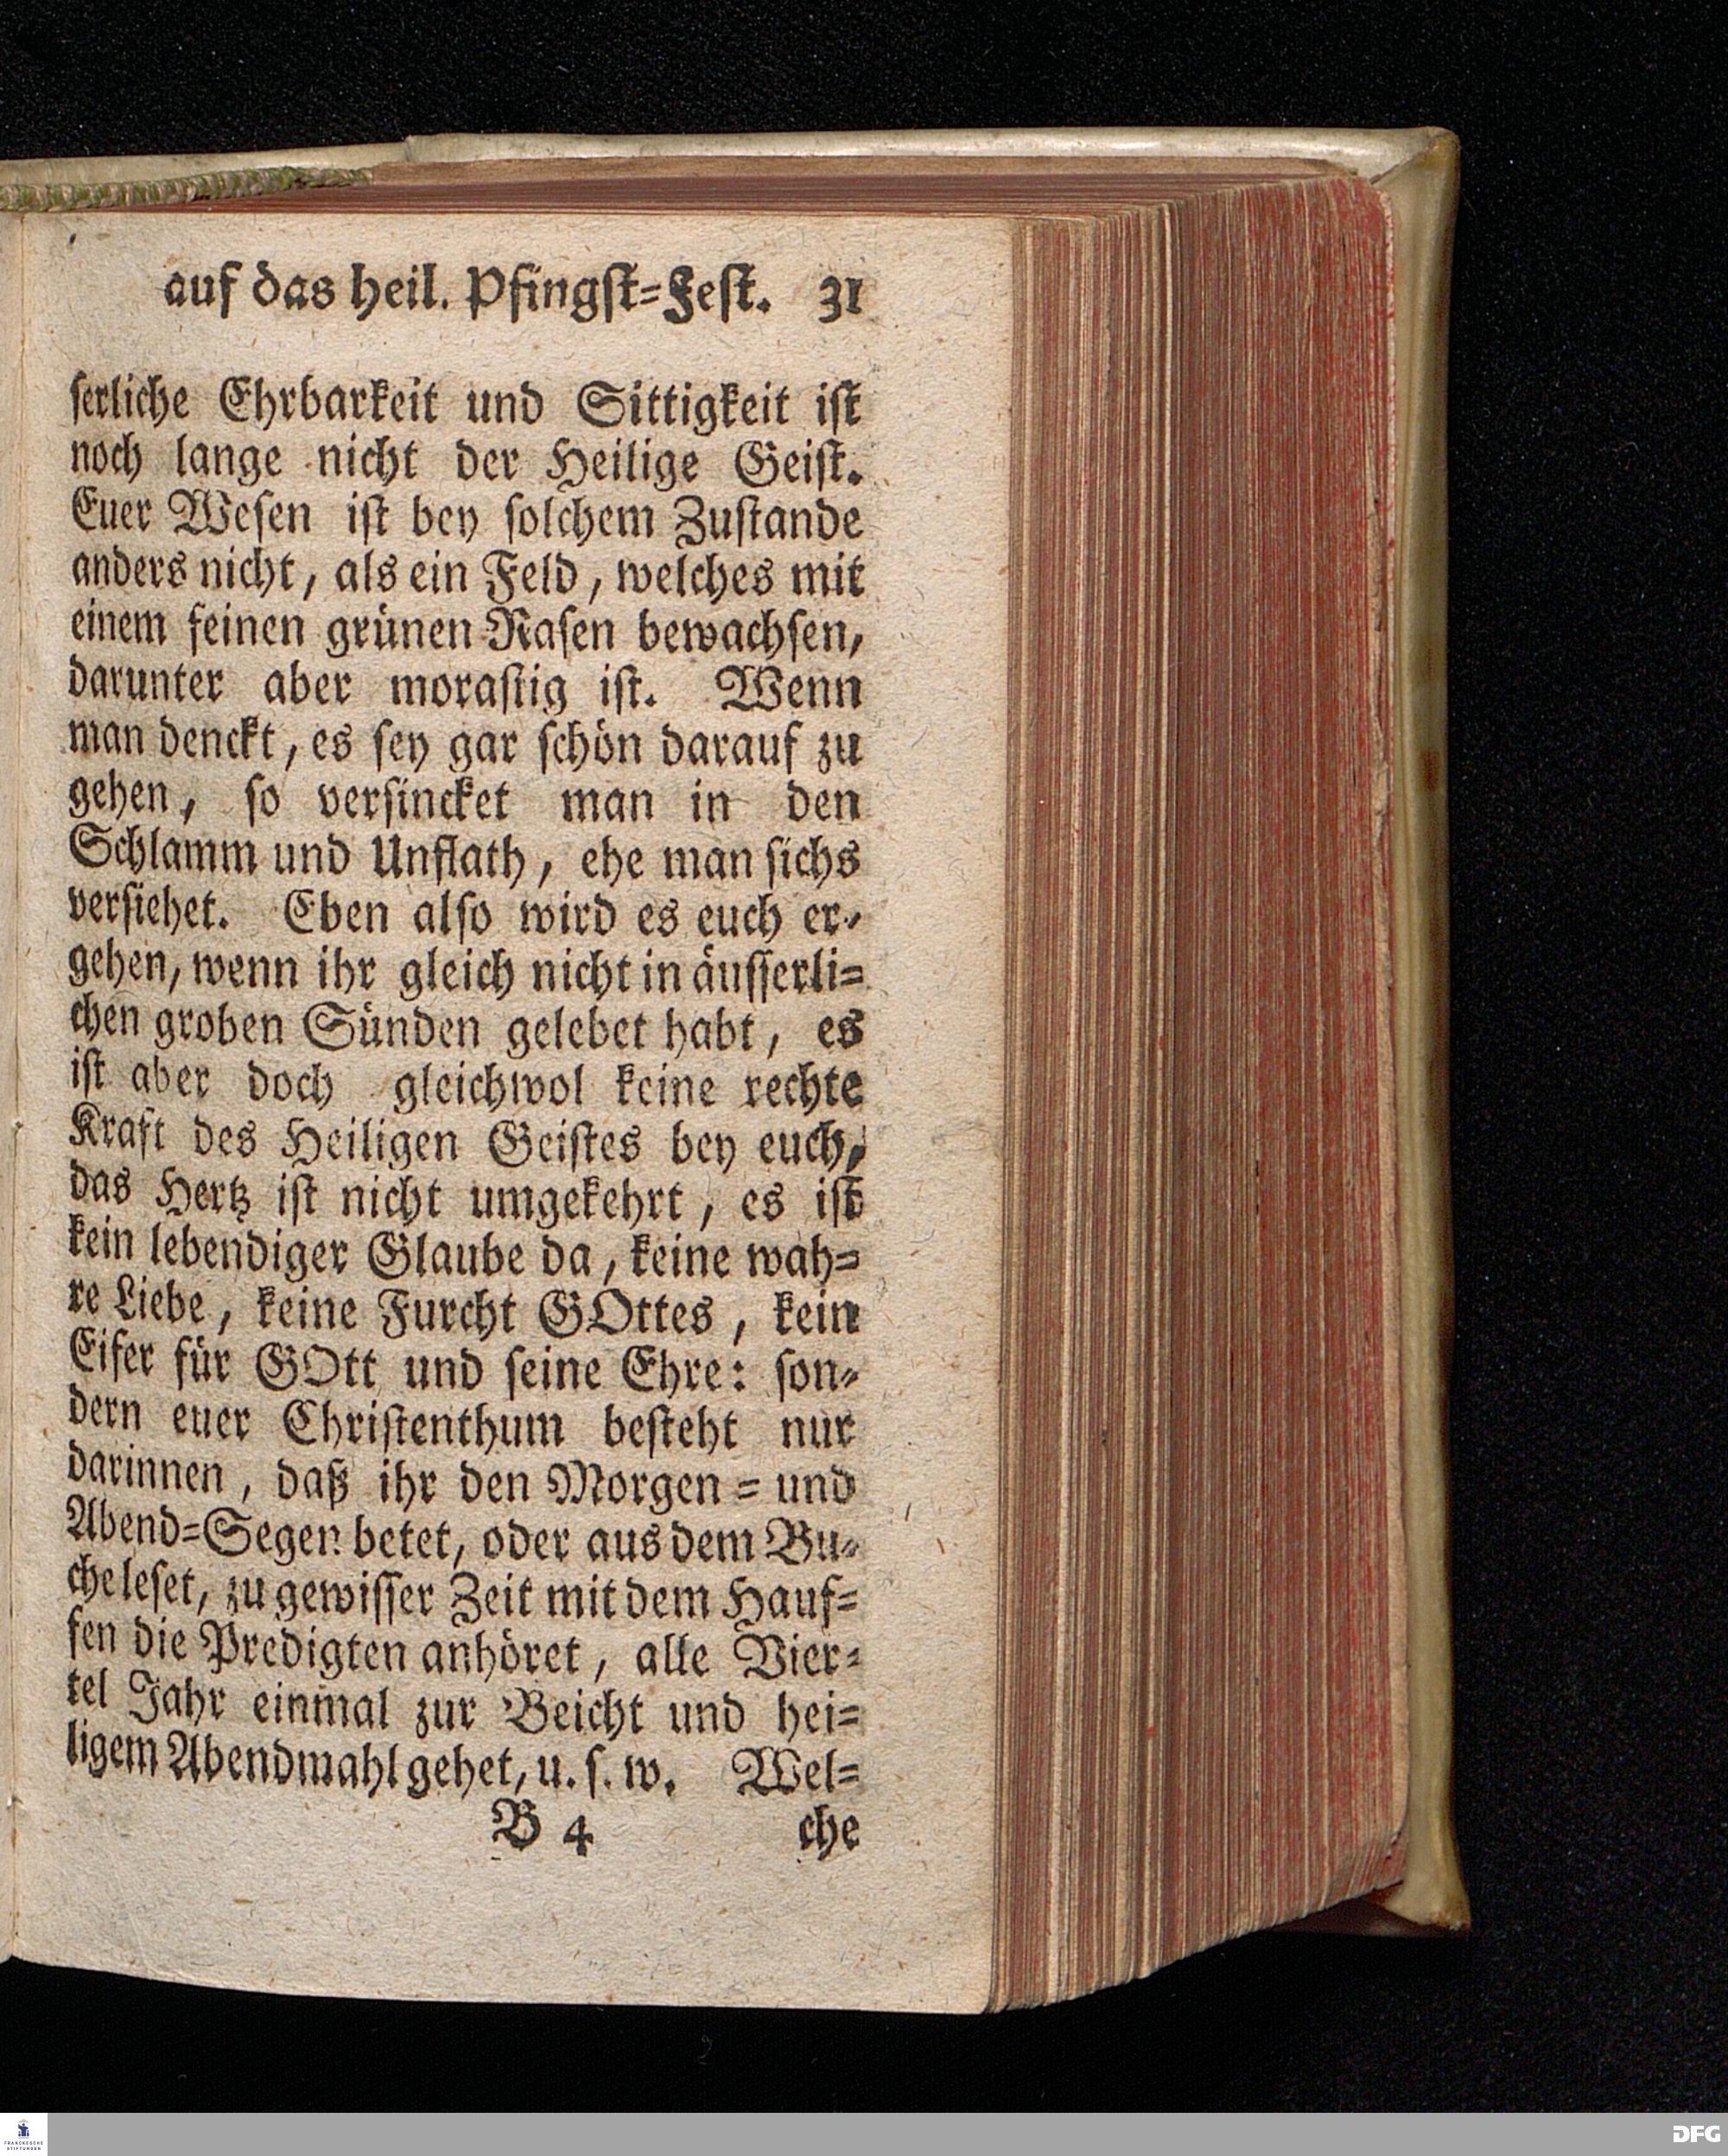 auf das heil. Pfingſt=Feſt. 31
ſerliche Ehrbarkeit und Sittigkeit iſt
noch lange nicht der Heilige Geiſt.
Euer Weſen iſt bey ſolchem Zuſtande
anders nicht, als ein Feld, welches mit
einem feinen grünen Raſen bewachſen,
darunter aber moraſtig iſt. Wenn
man denckt, es ſey gar ſchön darauf zu
gehen, ſo verſincket man in den
Schlamm und Unflath, ehe man ſichs
verſiehet. Eben alſo wird es euch er=
gehen, wenn ihr gleich nicht in äuſſerli=
chen groben Sünden gelebet habt, es
iſt aber doch gleichwol keine rechte
Kraft des Heiligen Geiſtes bey euch,
das Hertz iſt nicht umgekehrt, es iſt
kein lebendiger Glaube da, keine wah=
re Liebe, keine Furcht GOttes, kein
Eifer für GOtt und ſeine Ehre: ſon=
dern euer Chriſtenthum beſteht nur
darinnen, daß ihr den Morgen = und
Abend=Segen betet, oder aus dem Bu=
che leſet, zu gewiſſer Zeit mit dem Hauf=
fen die Predigten anhöret, alle Vier=
tel Jahr einmal zur Beicht und hei=
ligem Abendmahl gehet, u. ſ. w. Wel=
B 4 che
FRANCKESCHE
STIFTUNGEN
DFG